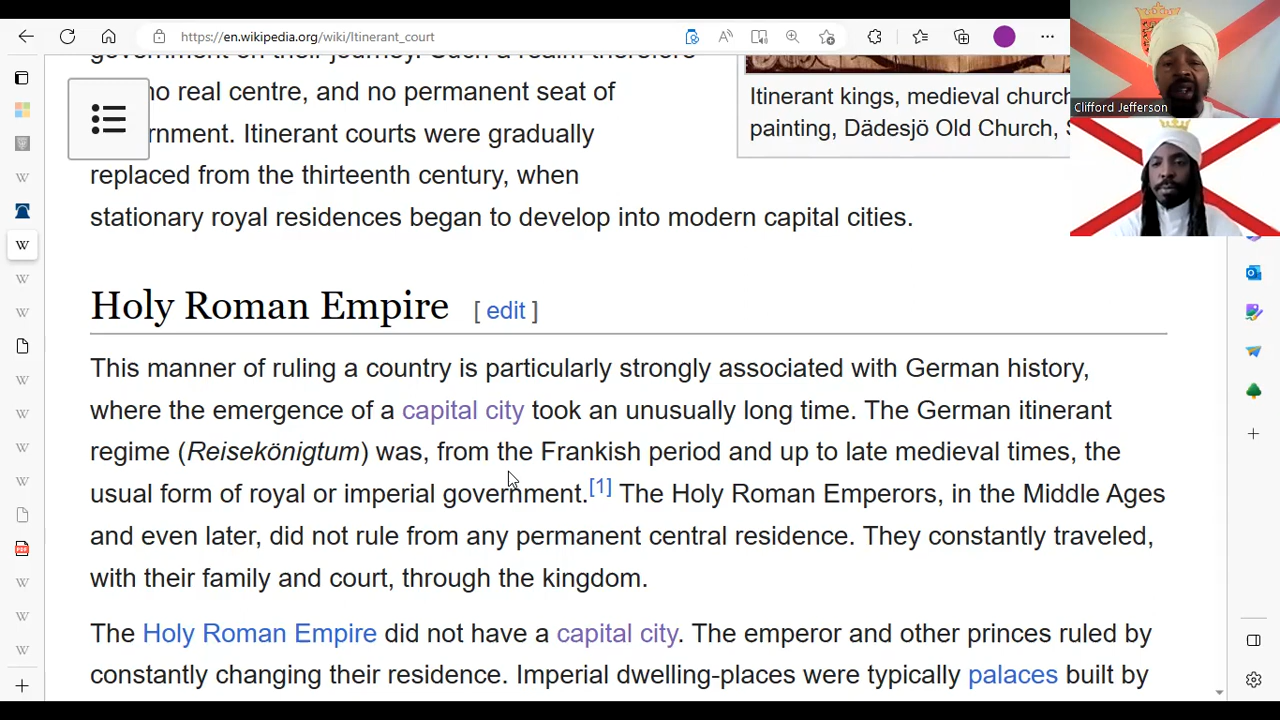 https://en.wikipedia.org/wiki/Itinerant_court
government on their journey. Such a realm therefore
no real centre, and no permanent seat of
rnment. Itinerant courts were gradually
replaced from the thirteenth century, when
stationary royal residences began to develop into modern capital cities.
Itinerant kings, medieval church
painting, Dädesjö Old Church, S
Clifford Jefferson
Holy Roman Empire [ edit ]
This manner of ruling a country is particularly strongly associated with German history,
where the emergence of a capital city took an unusually long time. The German itinerant
regime (Reisekönigtum) was, from the Frankish period and up to late medieval times, the
usual form of royal or imperial government.[1] The Holy Roman Emperors, in the Middle Ages
and even later, did not rule from any permanent central residence. They constantly traveled,
with their family and court, through the kingdom.
The Holy Roman Empire did not have a capital city. The emperor and other princes ruled by
constantly changing their residence. Imperial dwelling-places were typically palaces built by